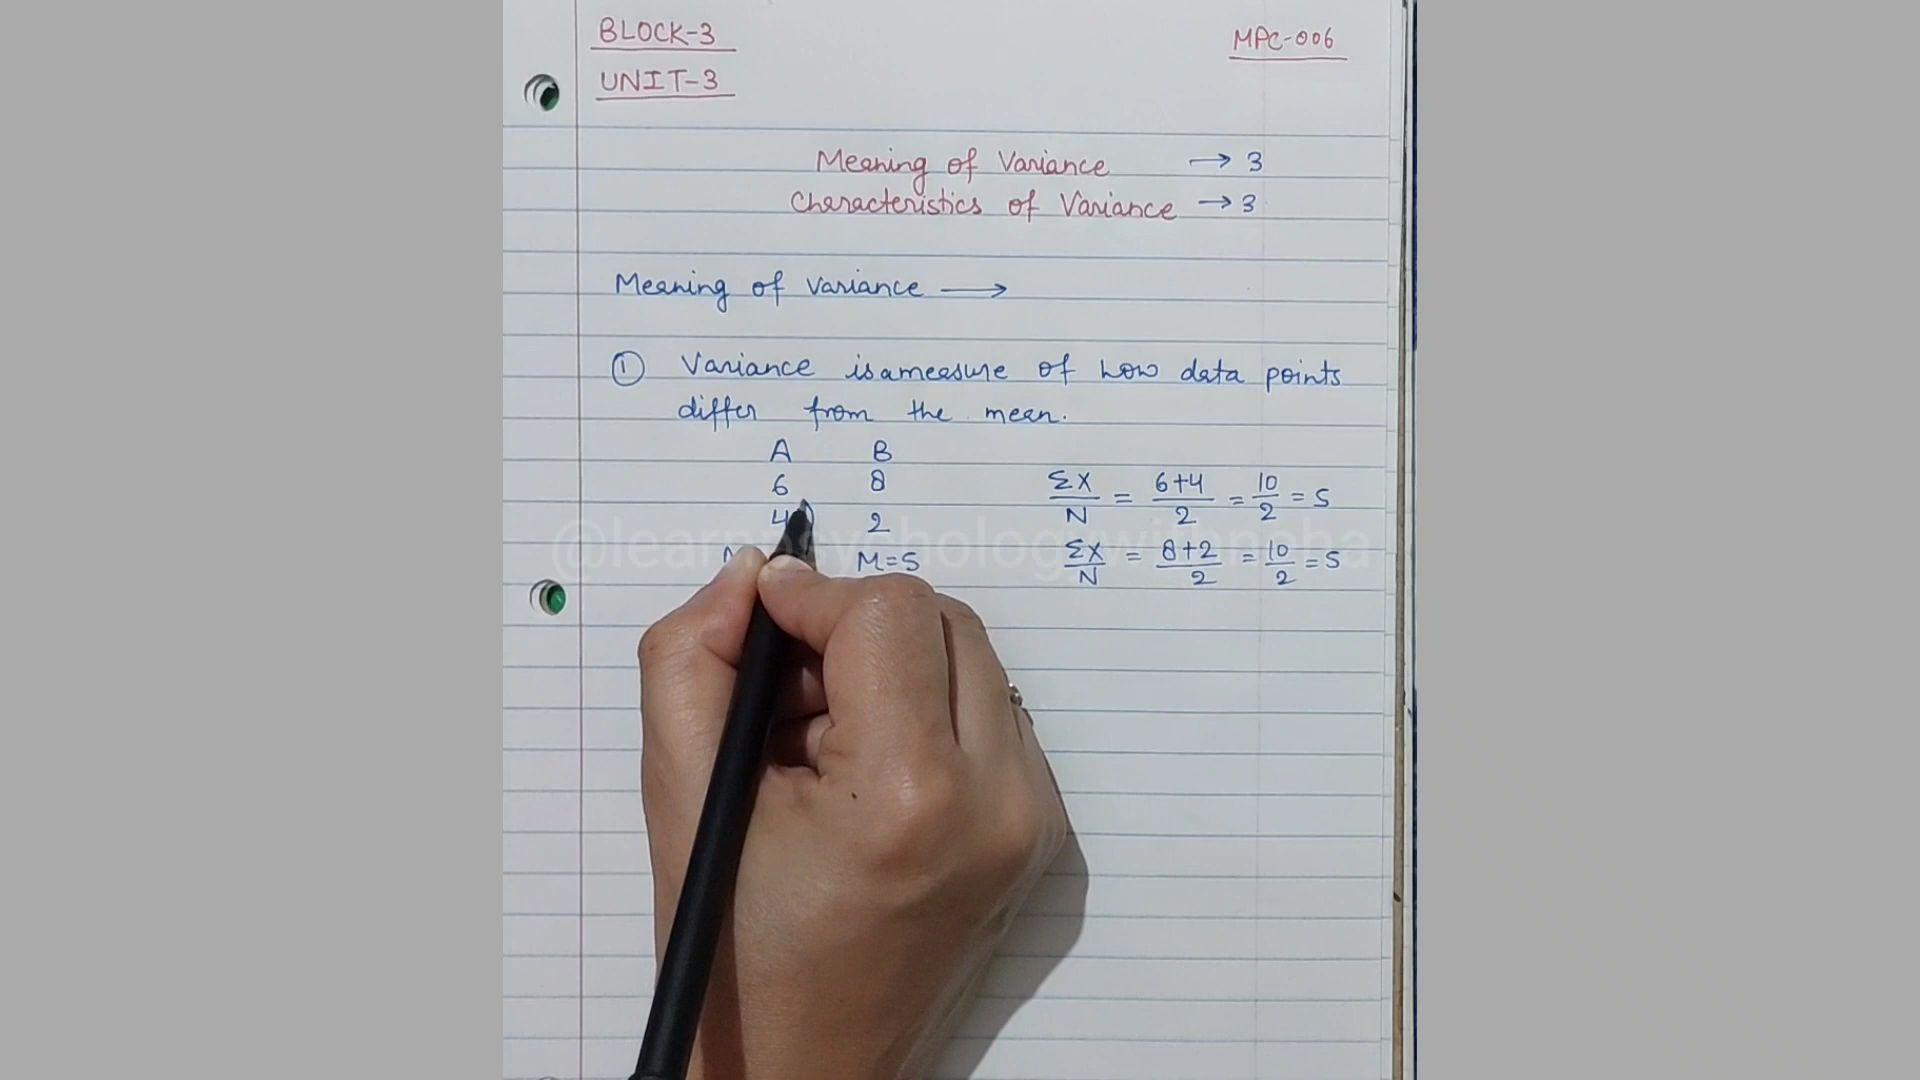 BLOCK-3
MPC-006
UNIT-3
Meaning of Variance → 3
Characteristics of Variance → 3
Meaning of Variance →
① Variance is a measure of how data points
differ from the mean.
A B
6 8
4 2
M=5
ΣX/N = 6+4/2 = 10/2 = 5
ΣX/N = 8+2/2 = 10/2 = 5